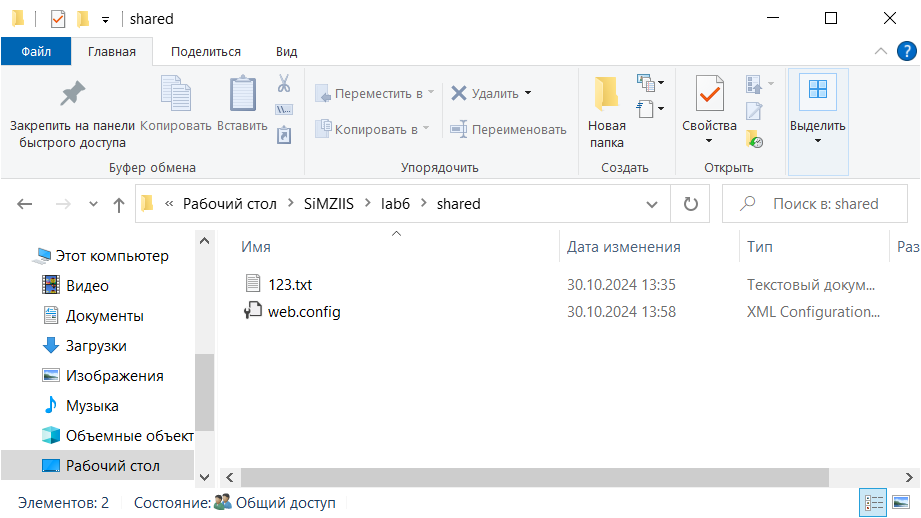 shared
Файл Главная Поделиться Вид
Закрепить на панели быстрого доступа
Копировать
Вставить
Буфер обмена
Переместить в
Копировать в
Удалить
Переименовать
Упорядочить
Новая папка
Создать
Свойства
Открыть
Выделить
« Рабочий стол > SiMZIIS > lab6 > shared
Поиск в: shared
Этот компьютер
Видео
Документы
Загрузки
Изображения
Музыка
Объемные объект
Рабочий стол
Имя Дата изменения Тип Раз
123.txt 30.10.2024 13:35 Текстовый докум...
web.config 30.10.2024 13:58 XML Configuration...
Элементов: 2 Состояние: Общий доступ